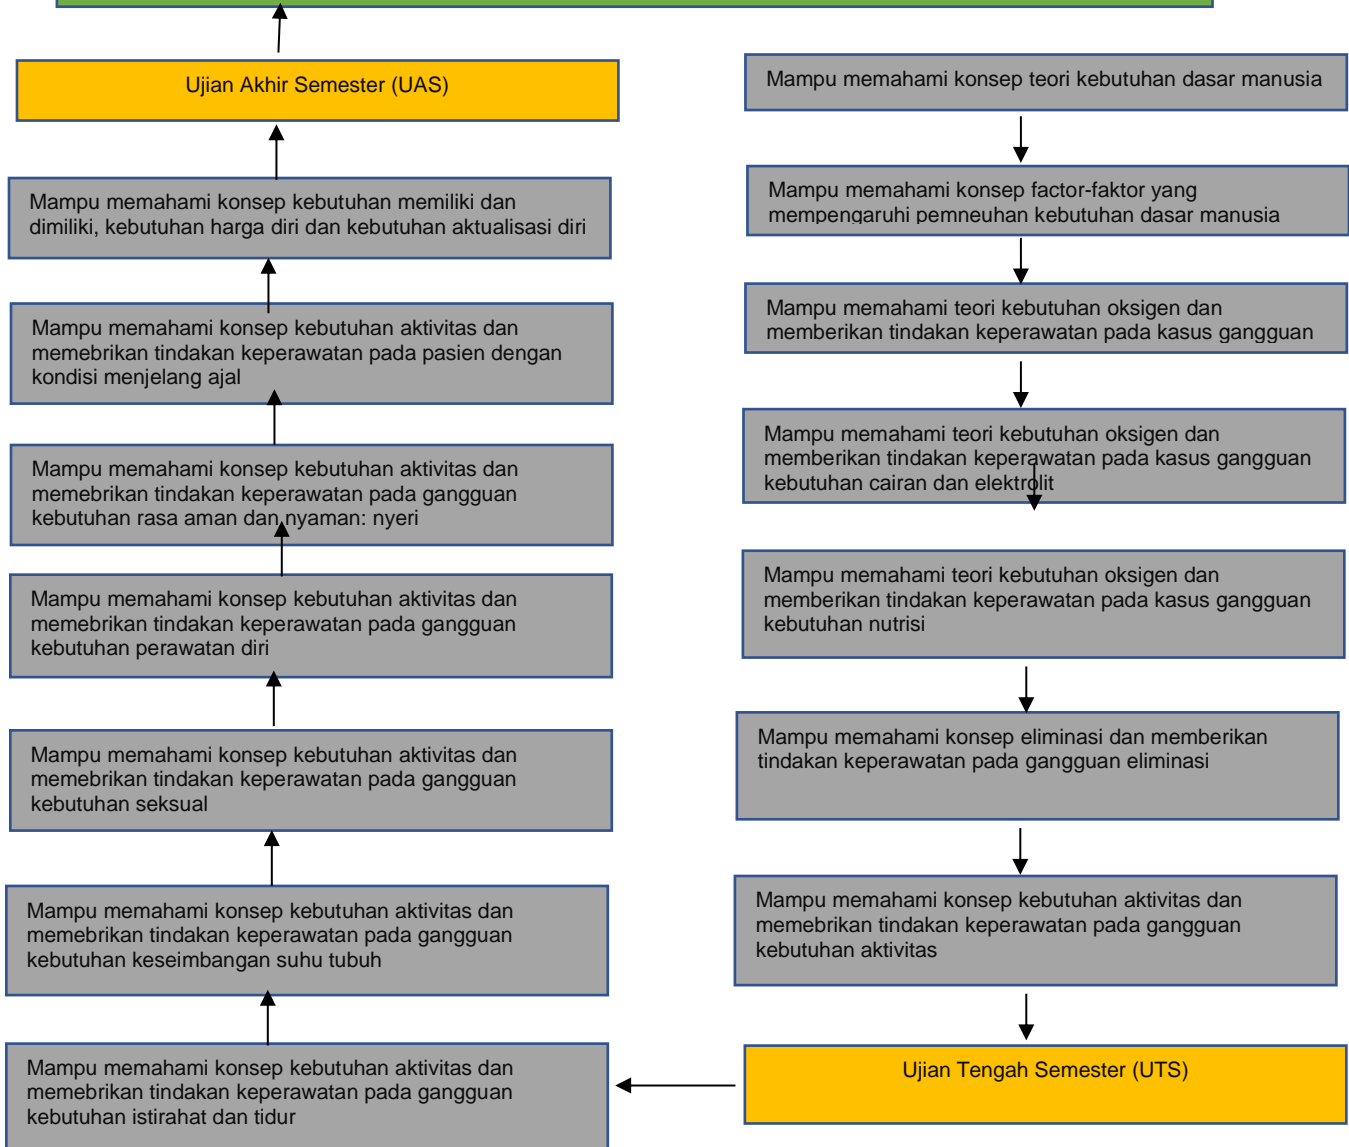 Ujian Akhir Semester (UAS)
Mampu memahami konsep kebutuhan memiliki dan
dimiliki, kebutuhan harga diri dan kebutuhan aktualisasi diri
Mampu memahami konsep kebutuhan aktivitas dan
memebrikan tindakan keperawatan pada pasien dengan
kondisi menjelang ajal
Mampu memahami konsep kebutuhan aktivitas dan
memebrikan tindakan keperawatan pada gangguan
kebutuhan rasa aman dan nyaman: nyeri
Mampu memahami konsep kebutuhan aktivitas dan
memebrikan tindakan keperawatan pada gangguan
kebutuhan perawatan diri
Mampu memahami konsep kebutuhan aktivitas dan
memebrikan tindakan keperawatan pada gangguan
kebutuhan seksual
Mampu memahami konsep kebutuhan aktivitas dan
memebrikan tindakan keperawatan pada gangguan
kebutuhan keseimbangan suhu tubuh
Mampu memahami konsep kebutuhan aktivitas dan
memebrikan tindakan keperawatan pada gangguan
kebutuhan istirahat dan tidur
Mampu memahami konsep teori kebutuhan dasar manusia
Mampu memahami konsep factor-faktor yang
mempengaruhi pemneuhan kebutuhan dasar manusia
Mampu memahami teori kebutuhan oksigen dan
memberikan tindakan keperawatan pada kasus gangguan
Mampu memahami teori kebutuhan oksigen dan
memberikan tindakan keperawatan pada kasus gangguan
kebutuhan cairan dan elektrolit
Mampu memahami teori kebutuhan oksigen dan
memberikan tindakan keperawatan pada kasus gangguan
kebutuhan nutrisi
Mampu memahami konsep eliminasi dan memberikan
tindakan keperawatan pada gangguan eliminasi
Mampu memahami konsep kebutuhan aktivitas dan
memebrikan tindakan keperawatan pada gangguan
kebutuhan aktivitas
Ujian Tengah Semester (UTS)